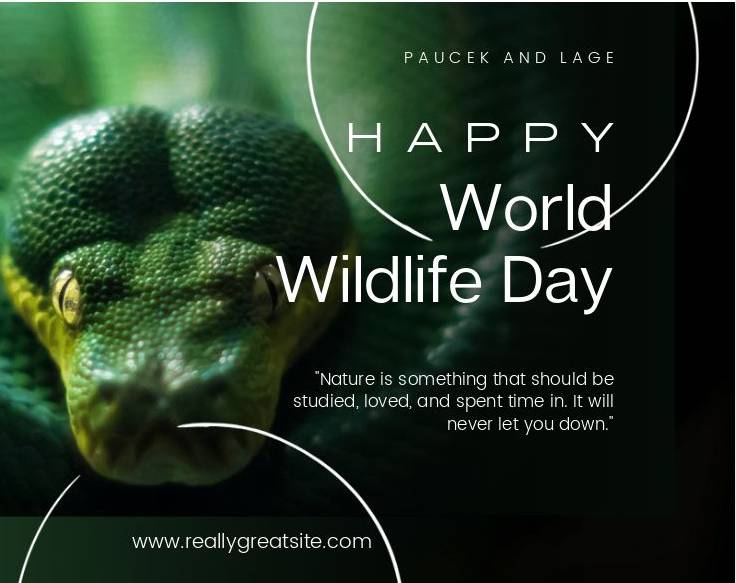 PAUCEK AND LAGE
HAPPY
World
Wildlife Day
"Nature is something that should be
studied, loved, and spent time in. It will
never let you down."
www.reallygreatsite.com